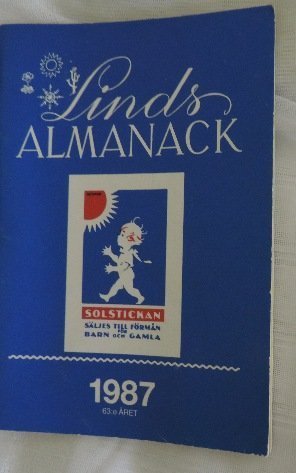 Linds
ALMANACK
SOLSTICKAN
SÄLJES TILL FÖRMÅN
FÖR
BARN OCH GAMLA
1987
63:e ÅRET